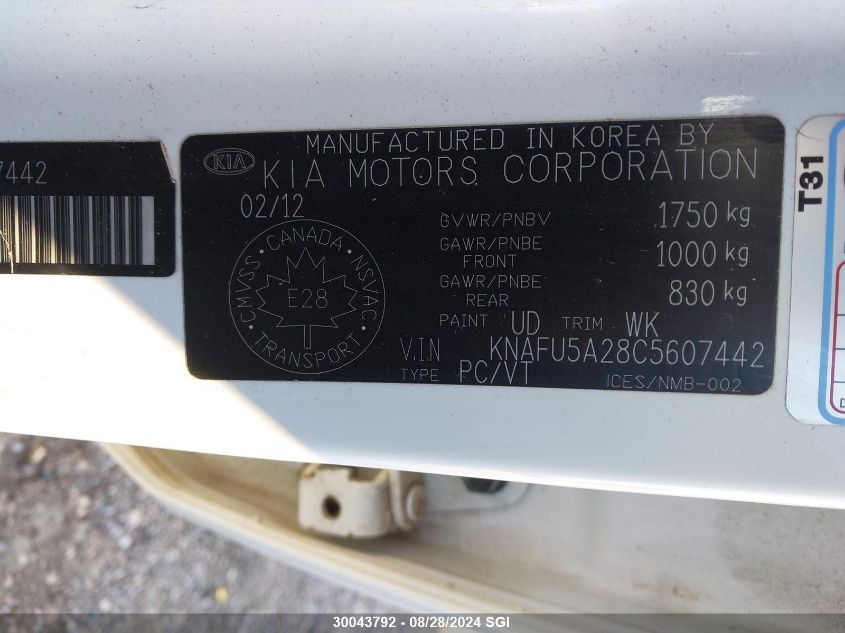 7442
MANUFACTURED IN KOREA BY
KIA KIA MOTORS CORPORATION
02/12
GVWR/PNBV 1750 kg
GAWR/PNBE FRONT 1000 kg
GAWR/PNBE REAR 830 kg
CANADA
CMVSS NSVAC
E28
TRANSPORT
PAINT UD TRIM WK
V.I.N KNAFU5A28C5607442
TYPE PC/VT ICES/NMB-002
T31
30043792 - 08/28/2024 SGI